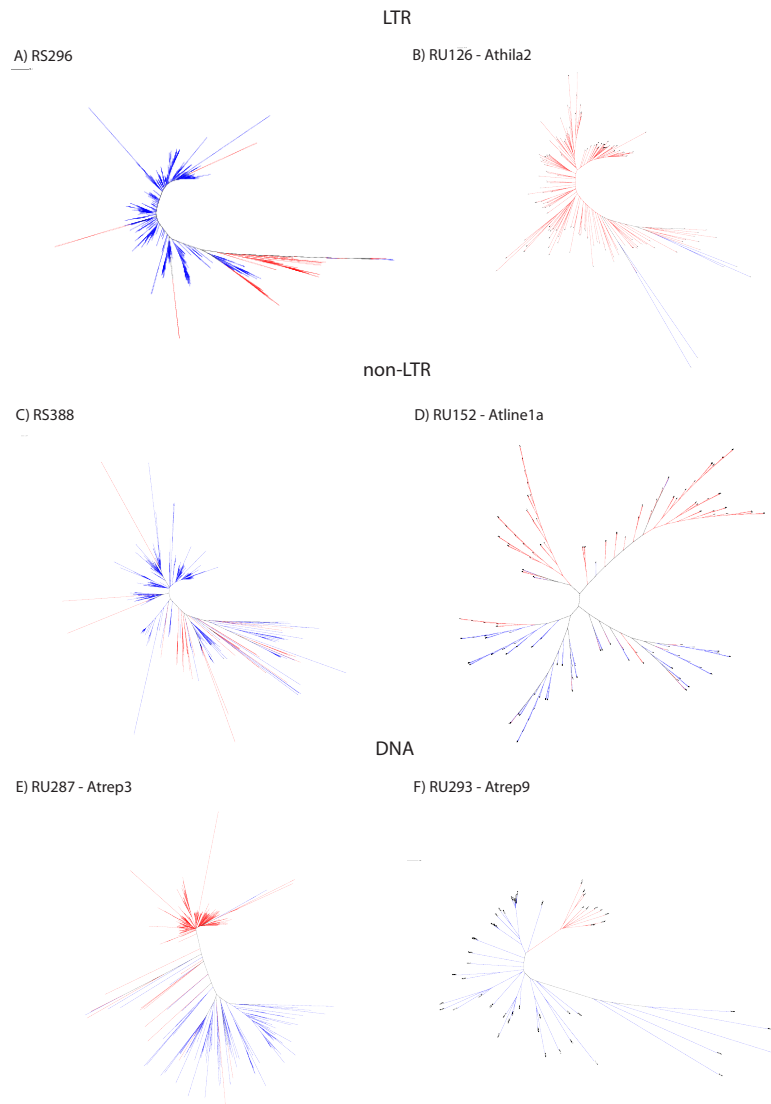 LTR
A) RS296
B) RU126 - Athila2
non-LTR
C) RS388
D) RU152 - Atline1a
DNA
E) RU287 - Atrep3
F) RU293 - Atrep9